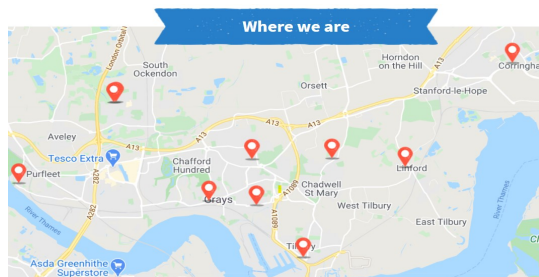 Where we are
London Orbital
South
Ockendon
Horndon
on the Hill
Corringha
Orsett
Stanford-le-Hope
A13
Aveley
A13
A13
Tesco Extra
Chafford
Hundred
A282
Purfleet
Linford
Chadwell
St Mary
Grays
A1089
West Tilbury
River Thames
A282
River Thames
A1089
East Tilbury
Asda Greenhithe
Superstore